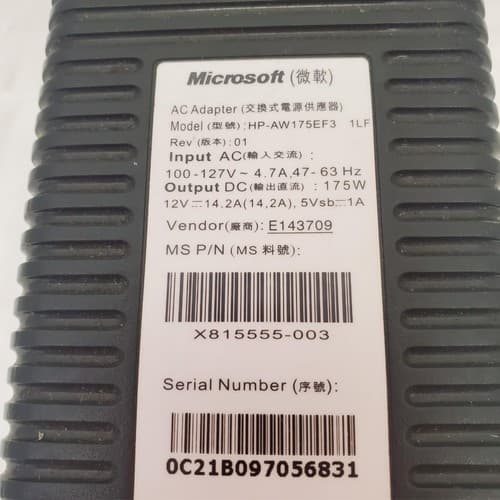 Microsoft (微軟)
AC Adapter (交換式電源供應器)
Model (型號) : HP-AW175EF3 1LF
Rev (版本) : 01
Input AC(輸入交流) :
100-127V~ 4.7A,47-63 Hz
Output DC(輸出直流) : 175W
12V⎓14.2A(14.2A), 5Vsb⎓1A
Vendor(廠商): E143709
MS P/N (MS 料號):
X815555-003
Serial Number (序號):
0C21B097056831